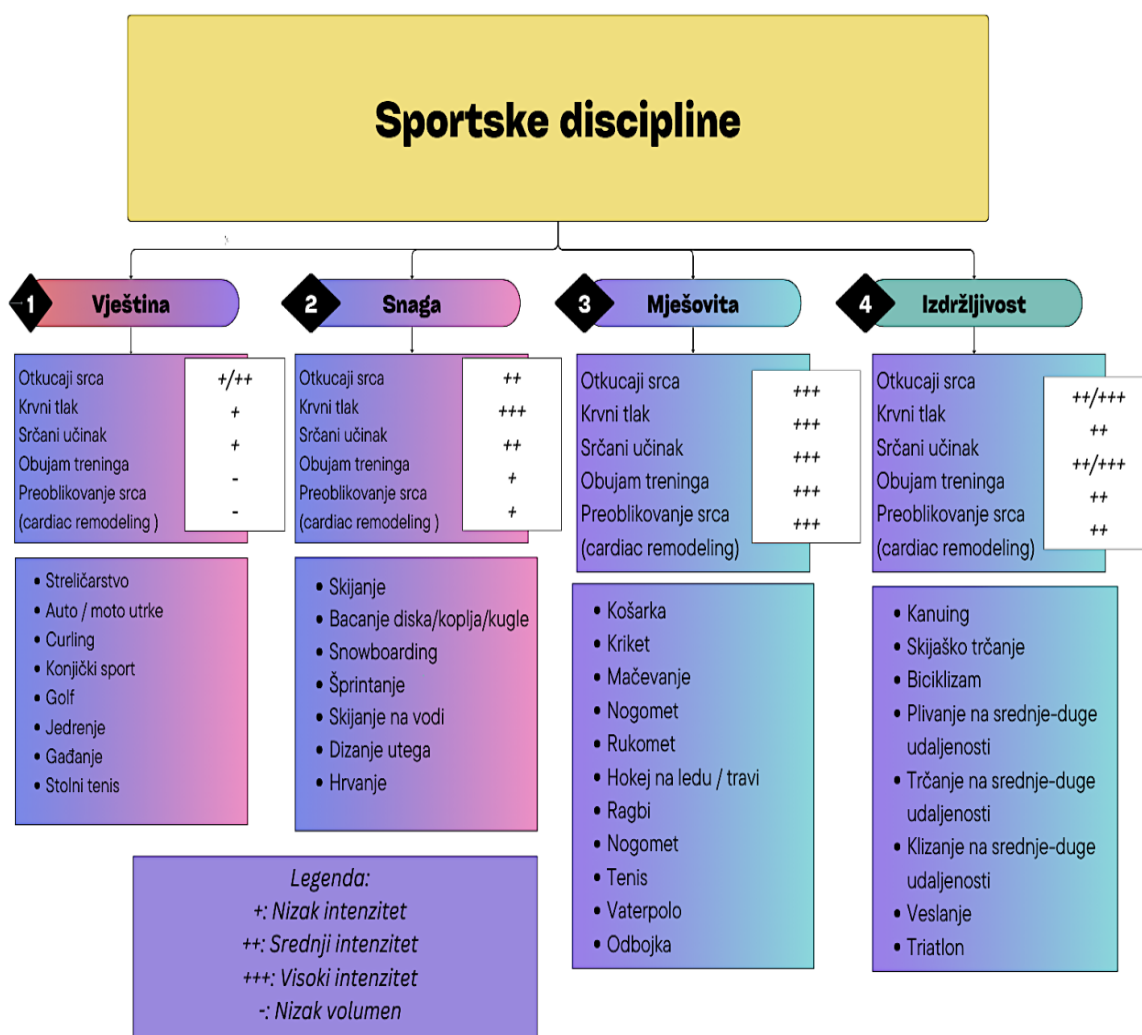 Sportske discipline
1
Vještina
Otkucaji srca
+/++
Krvni tlak
+
Srčani učinak
+
Obujam treninga
-
Preoblikovanje srca
-
(cardiac remodeling )
• Streličarstvo
• Auto / moto utrke
• Curling
• Konjički sport
• Golf
• Jedrenje
• Gađanje
• Stolni tenis
2
Snaga
Otkucaji srca
++
Krvni tlak
+++
Srčani učinak
++
Obujam treninga
+
Preoblikovanje srca
+
(cardiac remodeling )
• Skijanje
• Bacanje diska/koplja/kugle
• Snowboarding
• Šprintanje
• Skijanje na vodi
• Dizanje utega
• Hrvanje
3
Mješovita
Otkucaji srca
+++
Krvni tlak
+++
Srčani učinak
+++
Obujam treninga
+++
Preoblikovanje srca
+++
(cardiac remodeling)
• Košarka
• Kriket
• Mačevanje
• Nogomet
• Rukomet
• Hokej na ledu / travi
• Ragbi
• Nogomet
• Tenis
• Vaterpolo
• Odbojka
4
Izdržljivost
Otkucaji srca
++/+++
Krvni tlak
++
Srčani učinak
++/+++
Obujam treninga
++
Preoblikovanje srca
++
(cardiac remodeling)
• Kanuing
• Skijaško trčanje
• Biciklizam
• Plivanje na srednje-duge
udaljenosti
• Trčanje na srednje-duge
udaljenosti
• Klizanje na srednje-duge
udaljenosti
• Veslanje
• Triatlon
Legenda:
+: Nizak intenzitet
++: Srednji intenzitet
+++: Visoki intenzitet
-: Nizak volumen